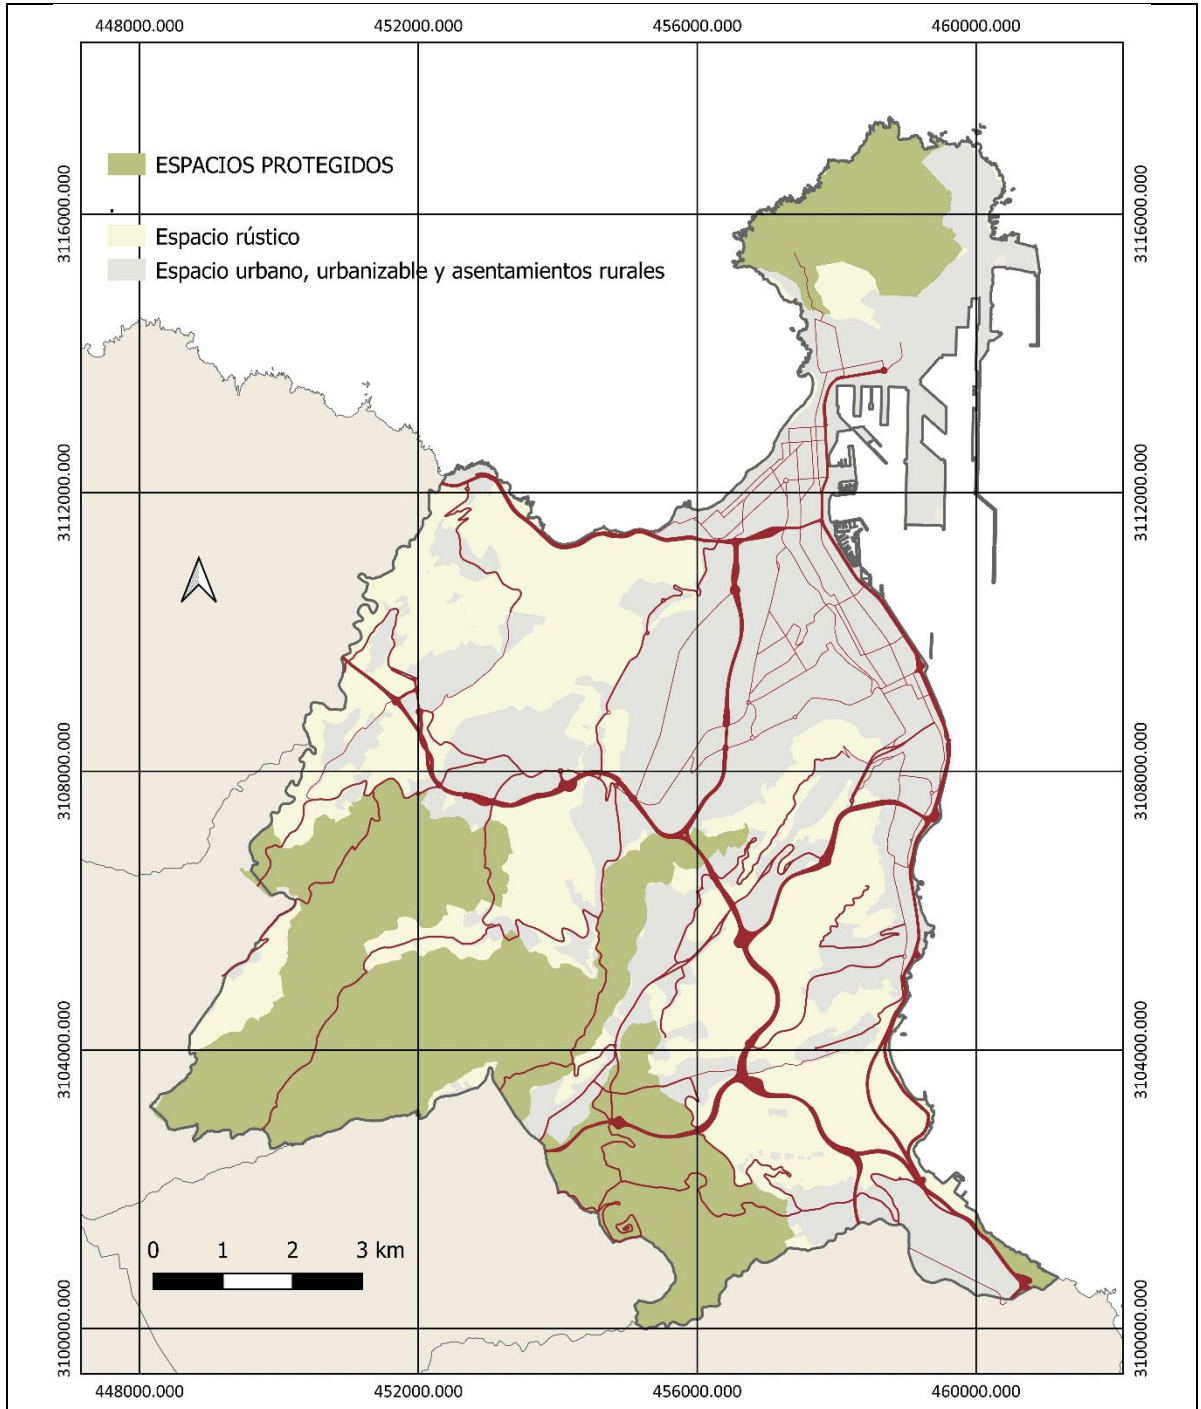 448000.000 452000.000 456000.000 460000.000
ESPACIOS PROTEGIDOS
Espacio rústico
Espacio urbano, urbanizable y asentamientos rurales
3116000.000 3116000.000
3112000.000 3112000.000
3108000.000 3108000.000
3104000.000 3104000.000
0 1 2 3 km
3100000.000 3100000.000
448000.000 452000.000 456000.000 460000.000